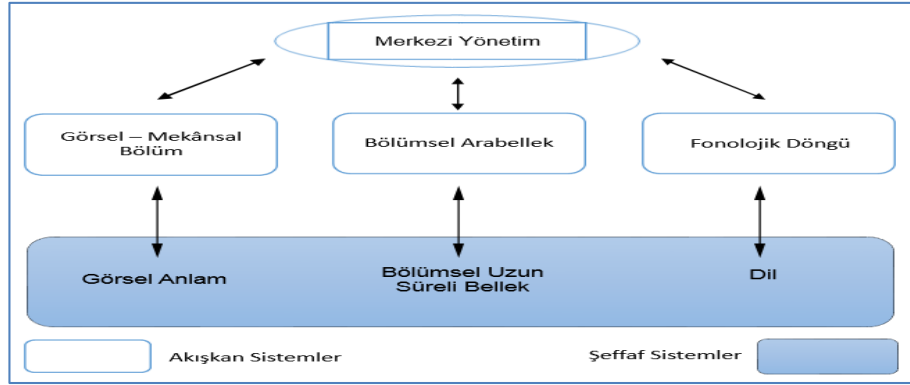 Merkezi Yönetim
Görsel – Mekânsal
Bölüm
Bölümsel Arabellek
Fonolojik Döngü
Görsel Anlam
Bölümsel Uzun
Süreli Bellek
Dil
Akışkan Sistemler
Şeffaf Sistemler